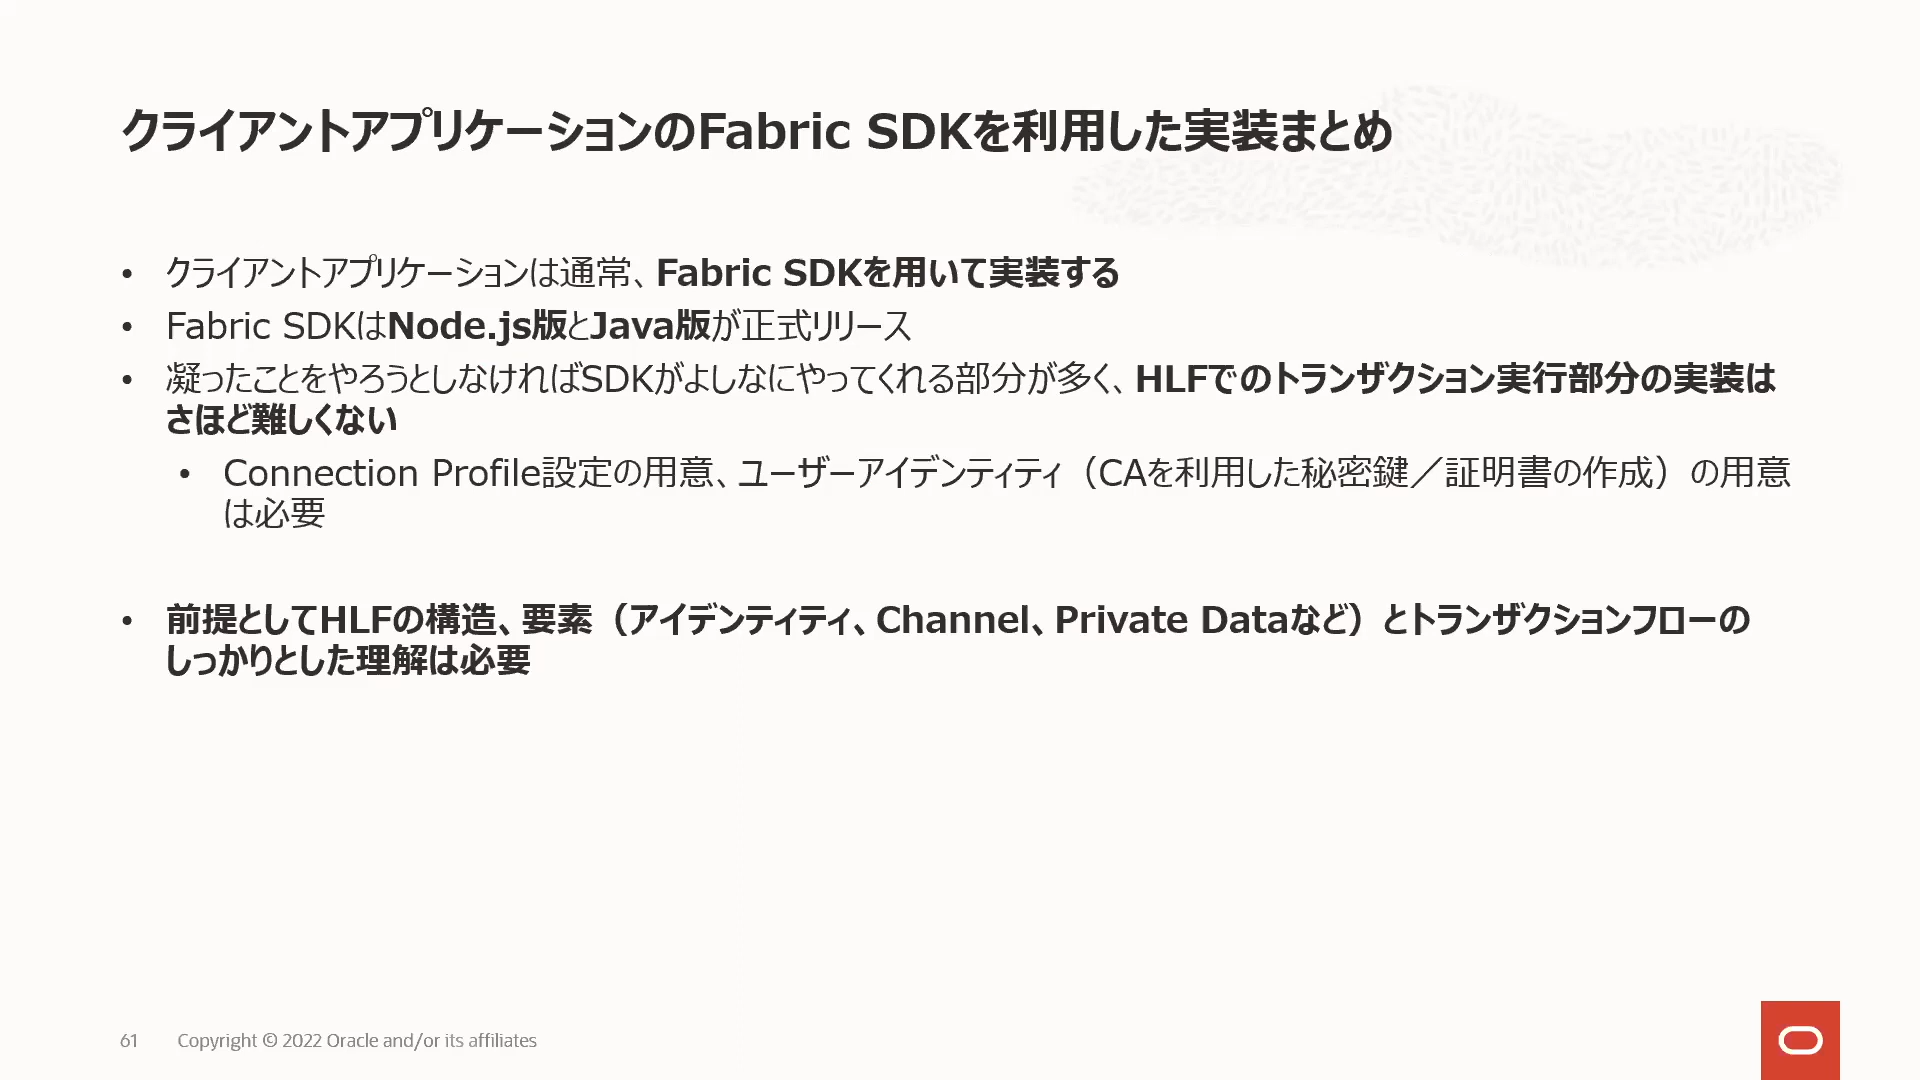 クライアントアプリケーションのFabric SDKを利用した実装まとめ
• クライアントアプリケーションは通常、Fabric SDKを用いて実装する
• Fabric SDKはNode.js版とJava版が正式リリース
• 凝ったことをやろうとしなければSDKがよしなにやってくれる部分が多く、HLFでのトランザクション実行部分の実装は
さほど難しくない
• Connection Profile設定の用意、ユーザーアイデンティティ（CAを利用した秘密鍵／証明書の作成）の用意
は必要
• 前提としてHLFの構造、要素（アイデンティティ、Channel、Private Dataなど）とトランザクションフローの
しっかりとした理解は必要
61 Copyright © 2022 Oracle and/or its affiliates